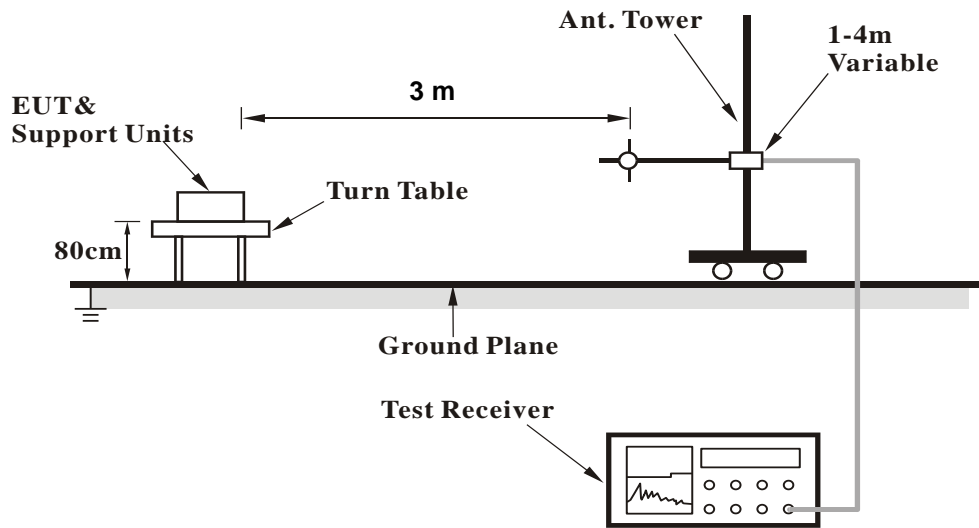 Ant. Tower
1-4m
Variable
3 m
EUT&
Support Units
Turn Table
80cm
Ground Plane
Test Receiver